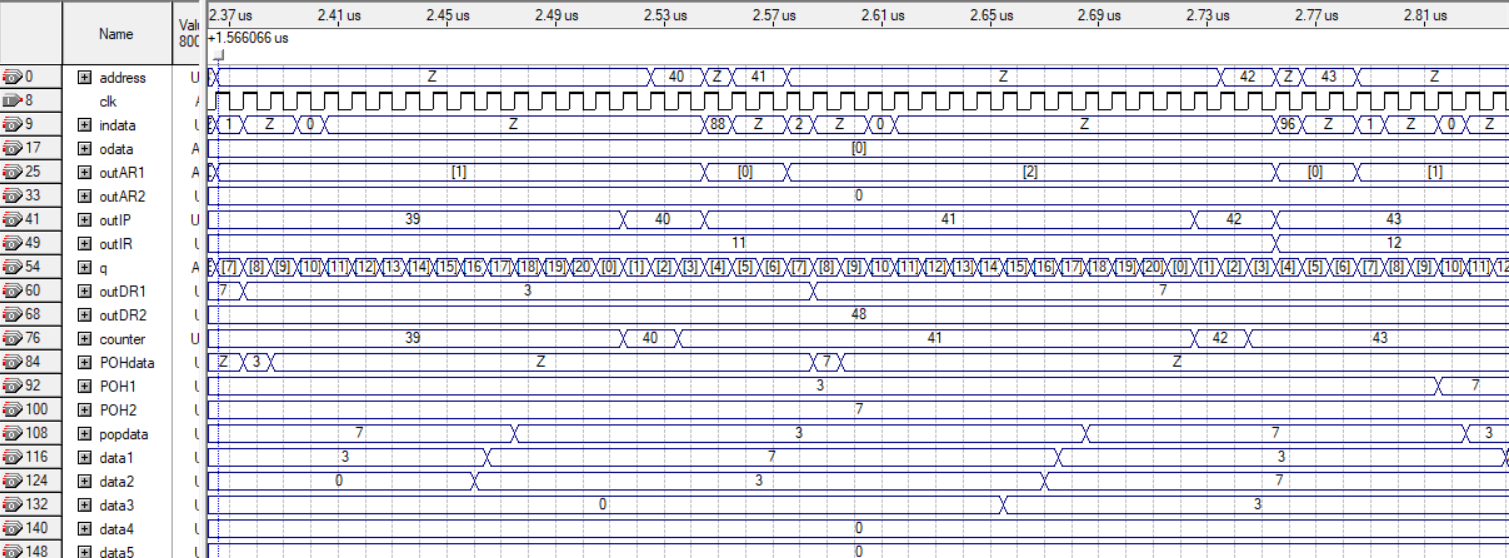 2.37 us 2.41 us 2.45 us 2.49 us 2.53 us 2.57 us 2.61 us 2.65 us 2.69 us 2.73 us 2.77 us 2.81 us
Name
+1.566066 us
0 address U Z 40 Z 41 Z 42 Z 43 Z
8 clk
9 indata 1 Z 0 Z 88 Z 2 Z 0 Z 96 Z 1 Z 0 Z
17 odata A [0]
25 outAR1 A [1] [0] [2] [0] [1]
33 outAR2 0
41 outIP U 39 40 41 42 43
49 outIR 11 12
54 q A [7] [8] [9] [10] [11] [12] [13] [14] [15] [16] [17] [18] [19] [20] [0] [1] [2] [3] [4] [5] [6] [7] [8] [9] [10] [11] [12] [13] [14] [15] [16] [17] [18] [19] [20] [0] [1] [2] [3] [4] [5] [6] [7] [8] [9] [10] [11]
60 outDR1 7 3 7
68 outDR2 48
76 counter U 39 40 41 42 43
84 POHdata Z 3 Z 7 Z
92 POH1 3 7
100 POH2 7
108 popdata 7 3 7 3
116 data1 3 7 3
124 data2 0 3 7
132 data3 0 3
140 data4 0
148 data5 0